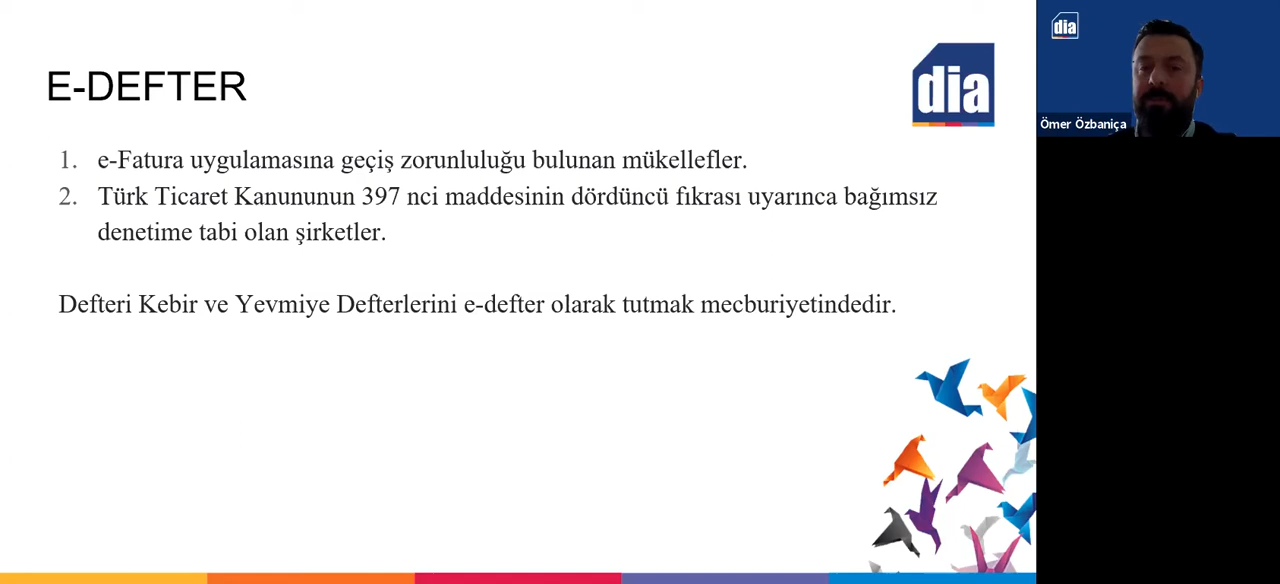 E-DEFTER
dia
1. e-Fatura uygulamasına geçiş zorunluluğu bulunan mükellefler.
2. Türk Ticaret Kanununun 397 nci maddesinin dördüncü fıkrası uyarınca bağımsız
denetime tabi olan şirketler.
Defteri Kebir ve Yevmiye Defterlerini e-defter olarak tutmak mecburiyetindedir.
dia
Ömer Özbaniça